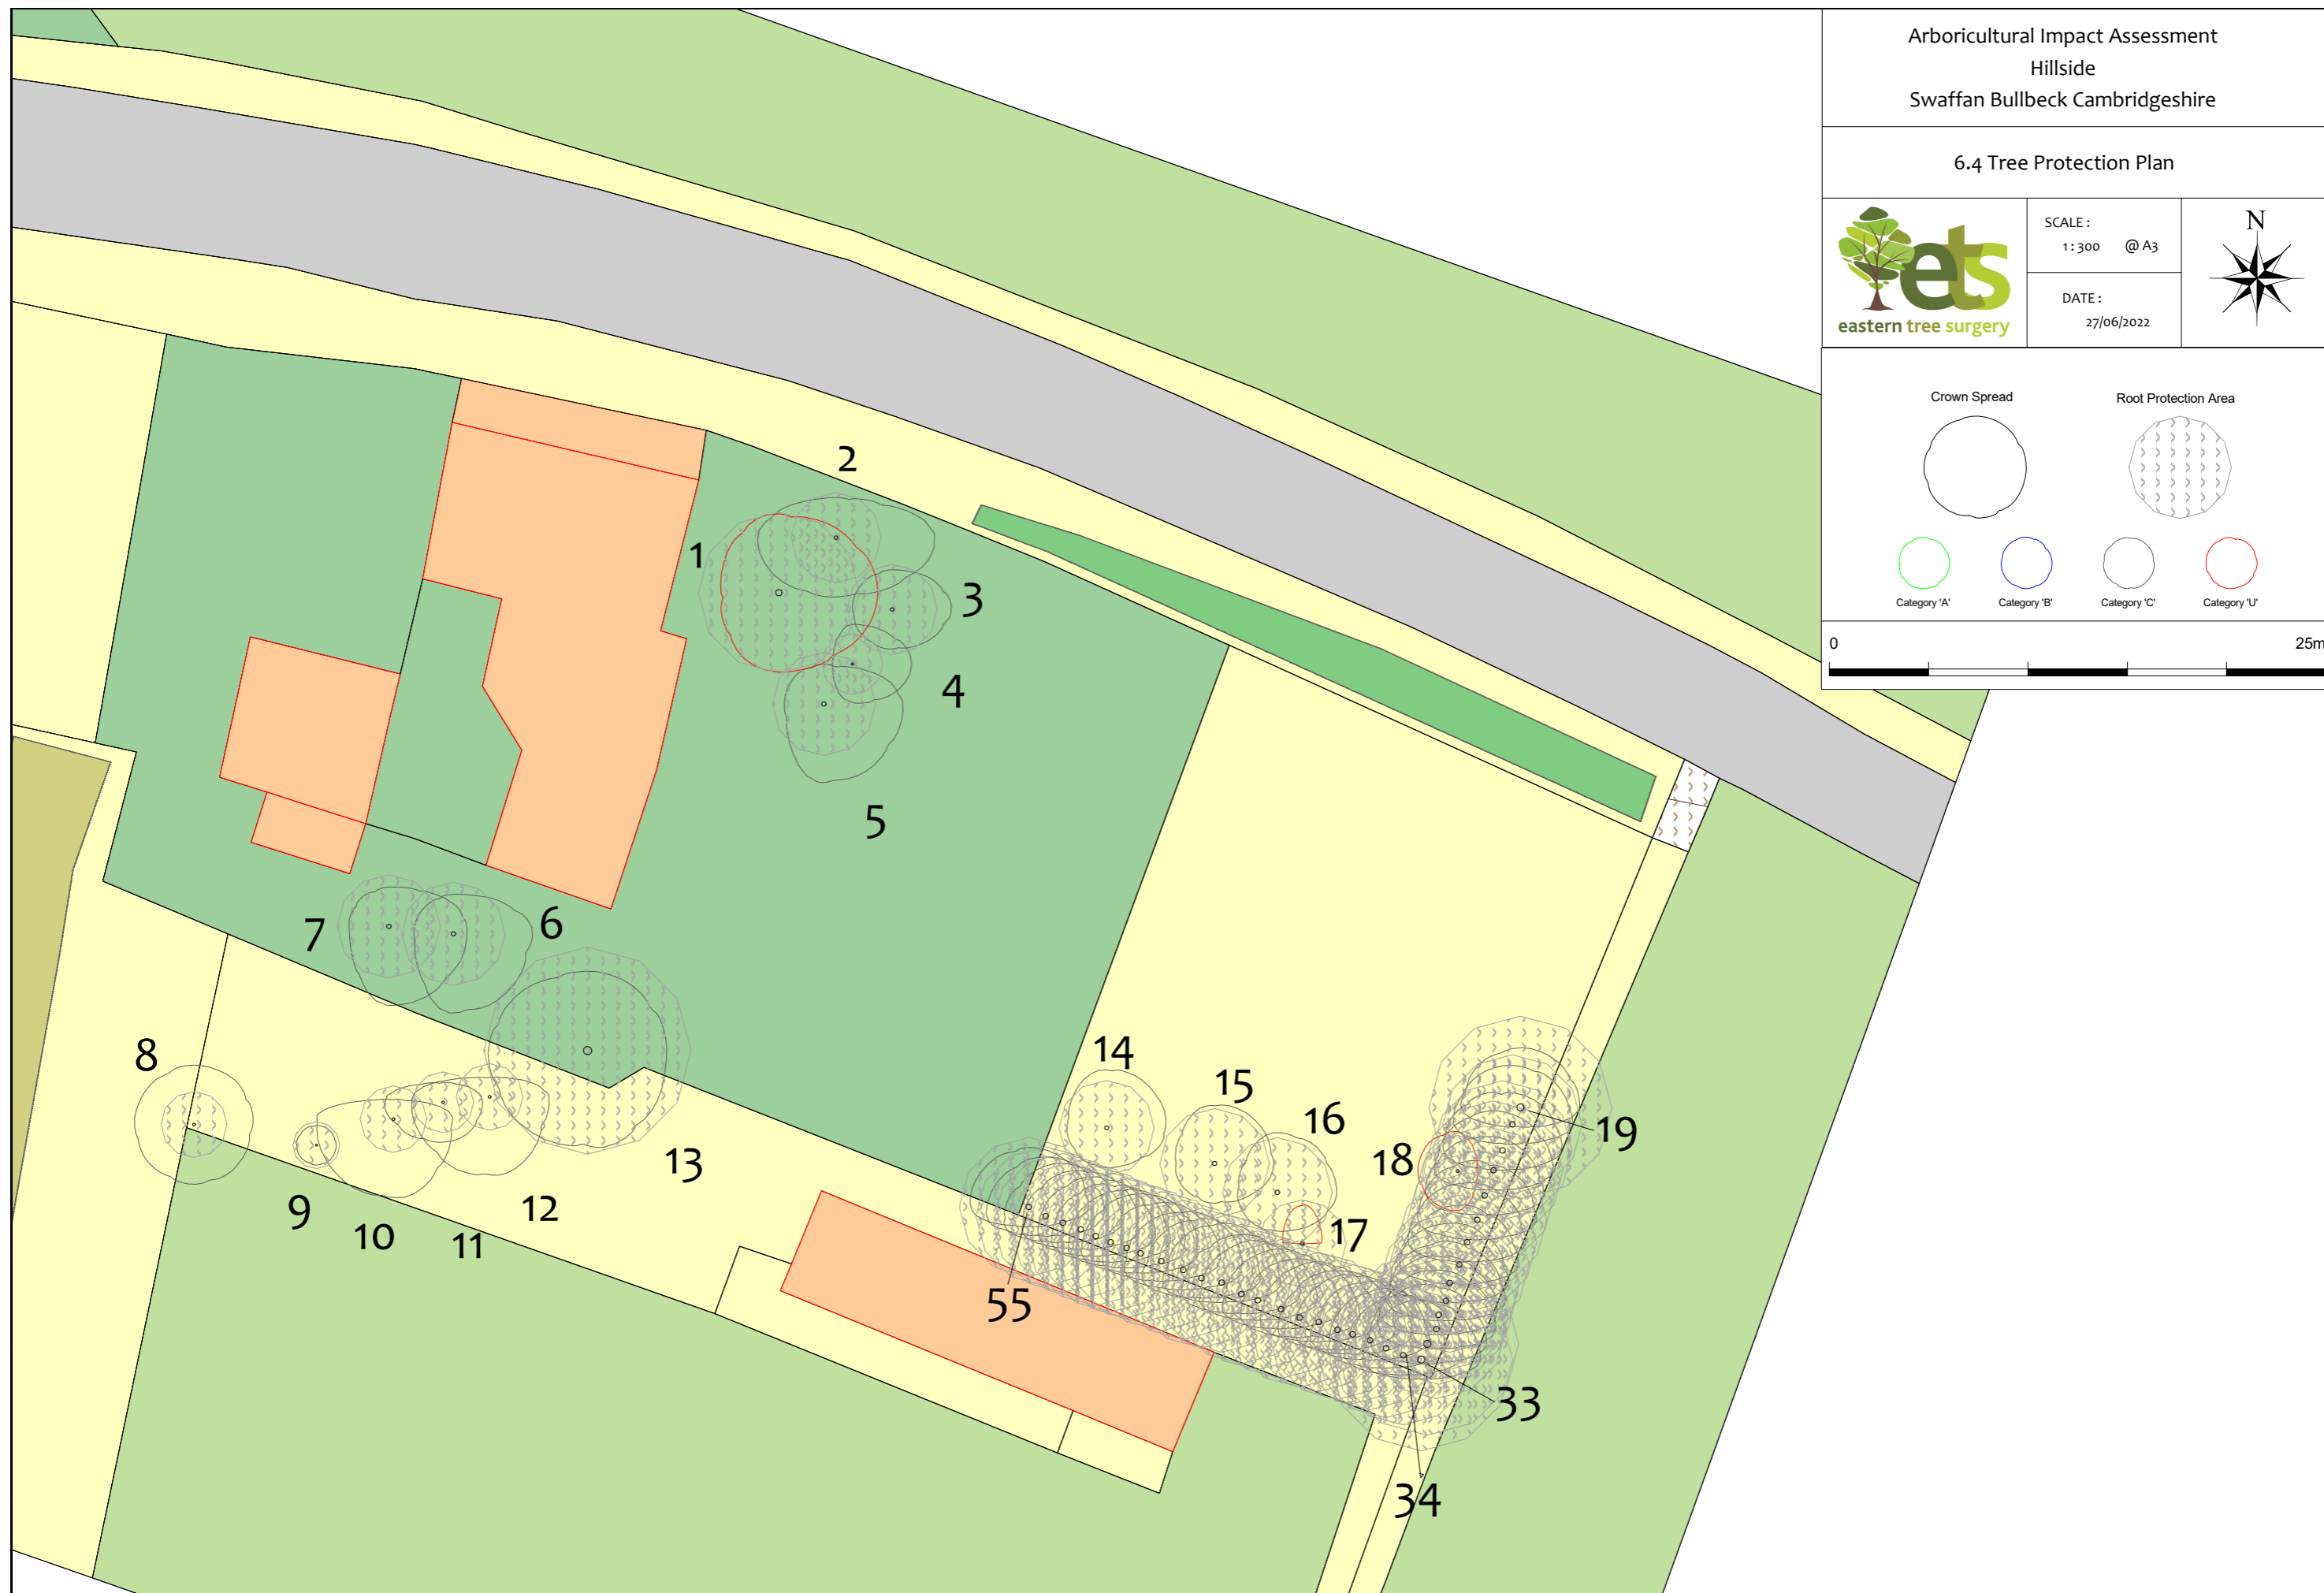 Arboricultural Impact Assessment
Hillside
Swaffan Bullbeck Cambridgeshire
6.4 Tree Protection Plan
ets
eastern tree surgery
SCALE :
1 : 300 @ A3
DATE :
27/06/2022
N
Crown Spread
Root Protection Area
Category 'A'
Category 'B'
Category 'C'
Category 'U'
0
25m
2
1
3
4
5
6
7
8
9
10
11
12
13
14
15
16
17
18
19
55
33
34